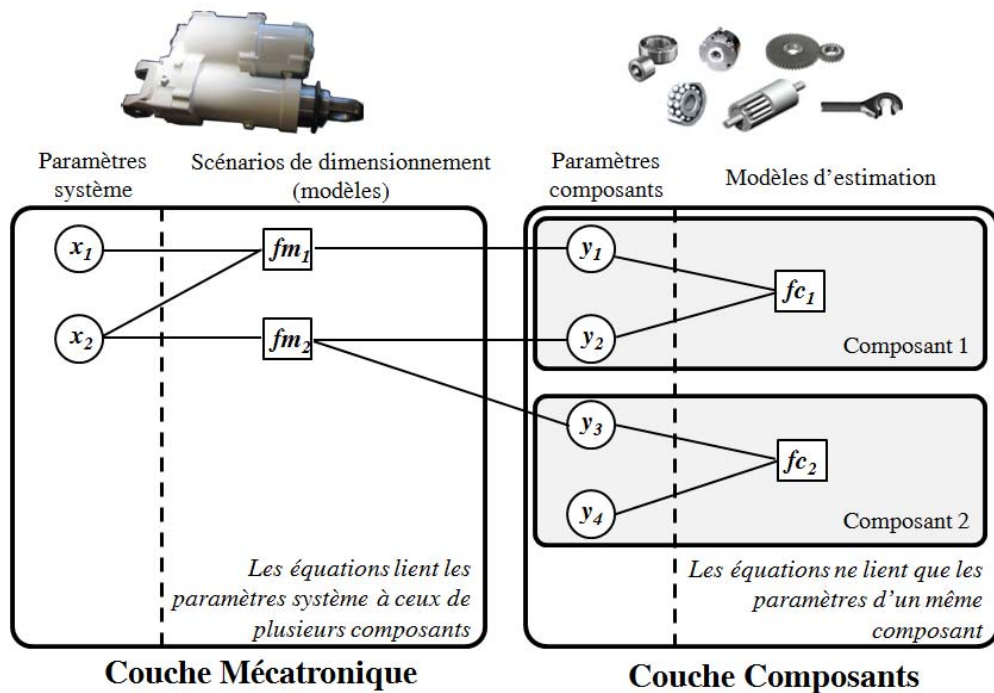 Paramètres
système
Scénarios de dimensionnement
(modèles)
Paramètres
composants
Modèles d'estimation
x1
x2
fm1
fm2
y1
y2
fc1
Composant 1
y3
y4
fc2
Composant 2
Les équations lient les
paramètres système à ceux de
plusieurs composants
Les équations ne lient que les
paramètres d'un même
composant
Couche Mécatronique
Couche Composants